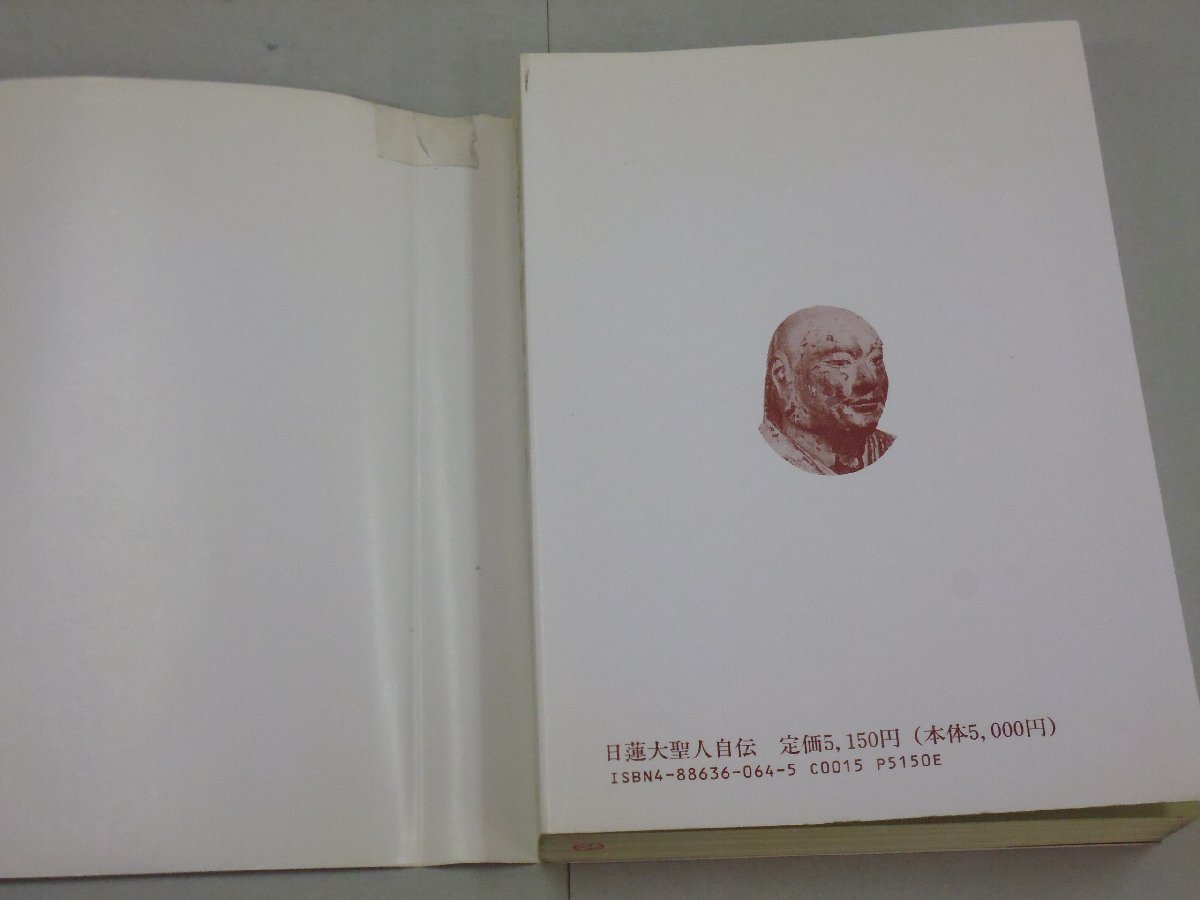 日蓮大聖人自伝　定価5,150円（本体5,000円）
ISBN4-88636-064-5 C0015 P5150E